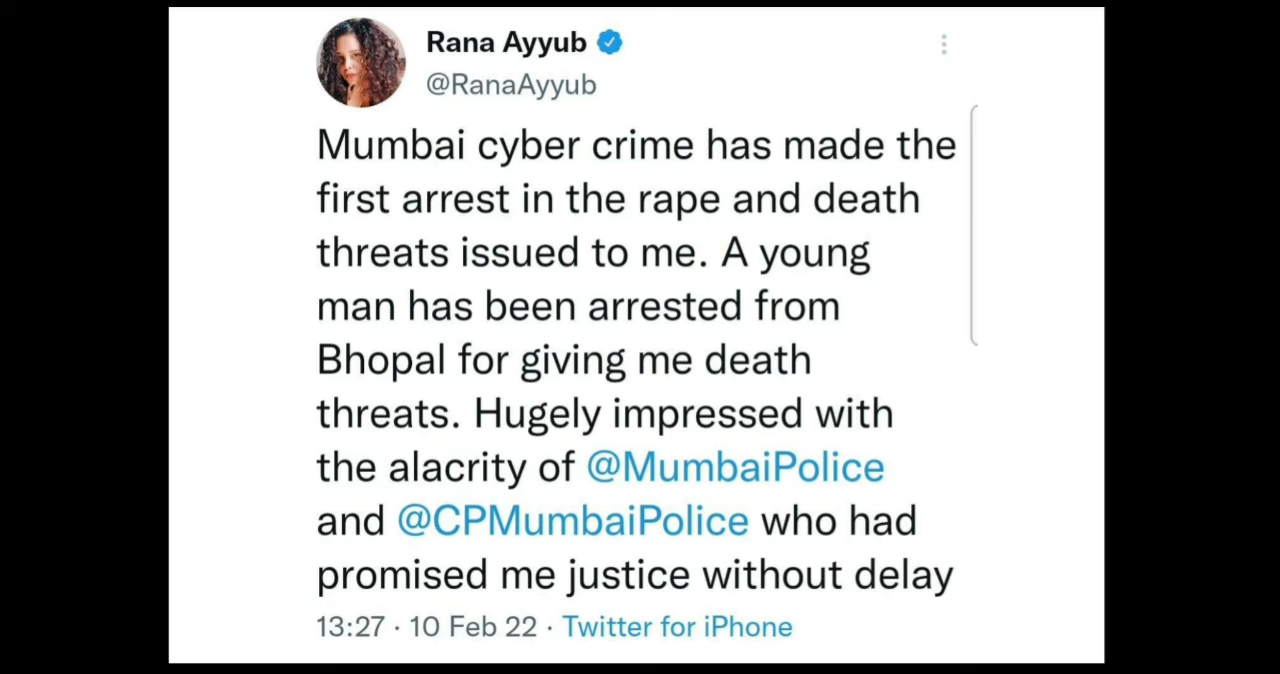 Rana Ayyub
@RanaAyyub
Mumbai cyber crime has made the
first arrest in the rape and death
threats issued to me. A young
man has been arrested from
Bhopal for giving me death
threats. Hugely impressed with
the alacrity of @MumbaiPolice
and @CPMumbaiPolice who had
promised me justice without delay
13:27 · 10 Feb 22 · Twitter for iPhone